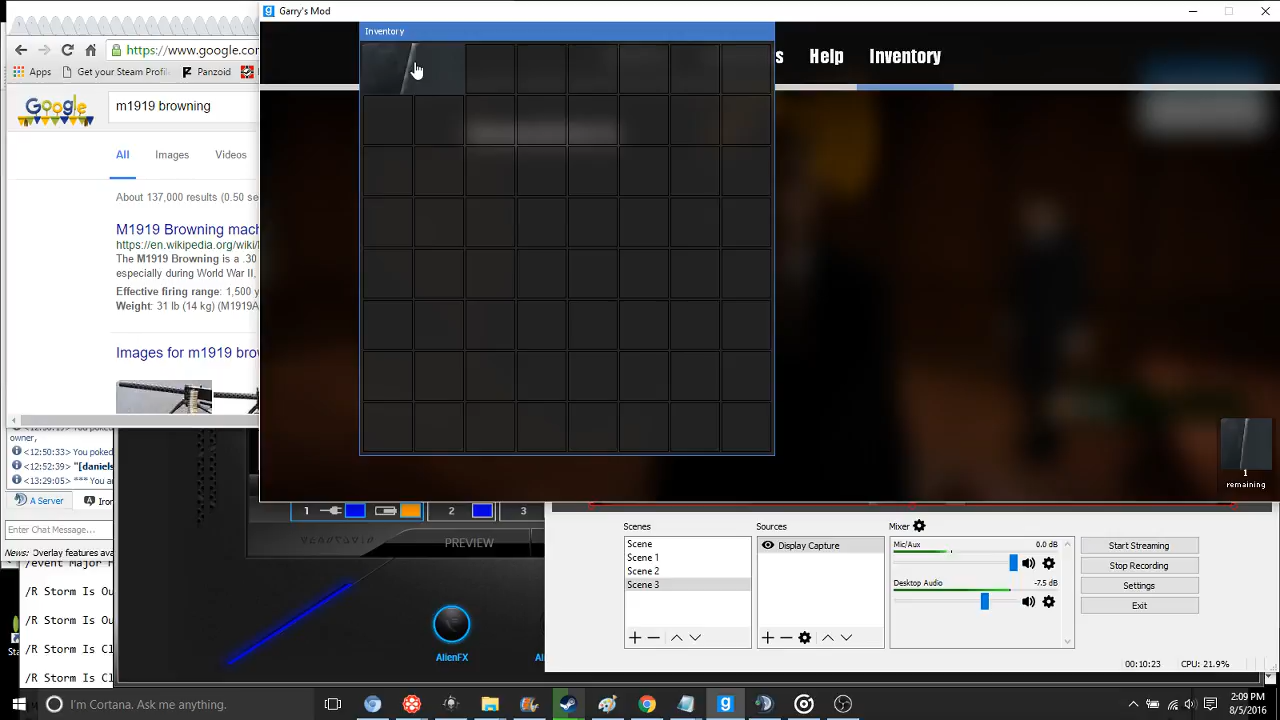 Garry's Mod
https://www.google.com
Apps Get your Steam Profil Panzoid
Google
m1919 browning
All Images Videos
About 137,000 results (0.50 se
M1919 Browning mach
https://en.wikipedia.org/wiki/
The M1919 Browning is a .30
especially during World War II,
Effective firing range: 1,500 y
Weight: 31 lb (14 kg) (M1919A
Images for m1919 brow
Inventory
s Help Inventory
1
remaining
owner,
<12:50:33> You poked
<12:52:39> "[daniels
<13:29:05> *** You a
A Server Iron
Enter Chat Message...
News: Overlay features ava
/event Major F
/R Storm Is Ou
/R Storm Is Ou
/R Storm Is Cl
/R Storm Is Cl
1 2 3
PREVIEW
AlienFX
Al
Scenes
Scene
Scene 1
Scene 2
Scene 3
Sources
Display Capture
Mixer
Mic/Aux 0.0 dB
Desktop Audio -7.5 dB
Start Streaming
Stop Recording
Settings
Exit
00:10:23 CPU: 21.9%
Sta
I'm Cortana. Ask me anything.
2:09 PM
8/5/2016